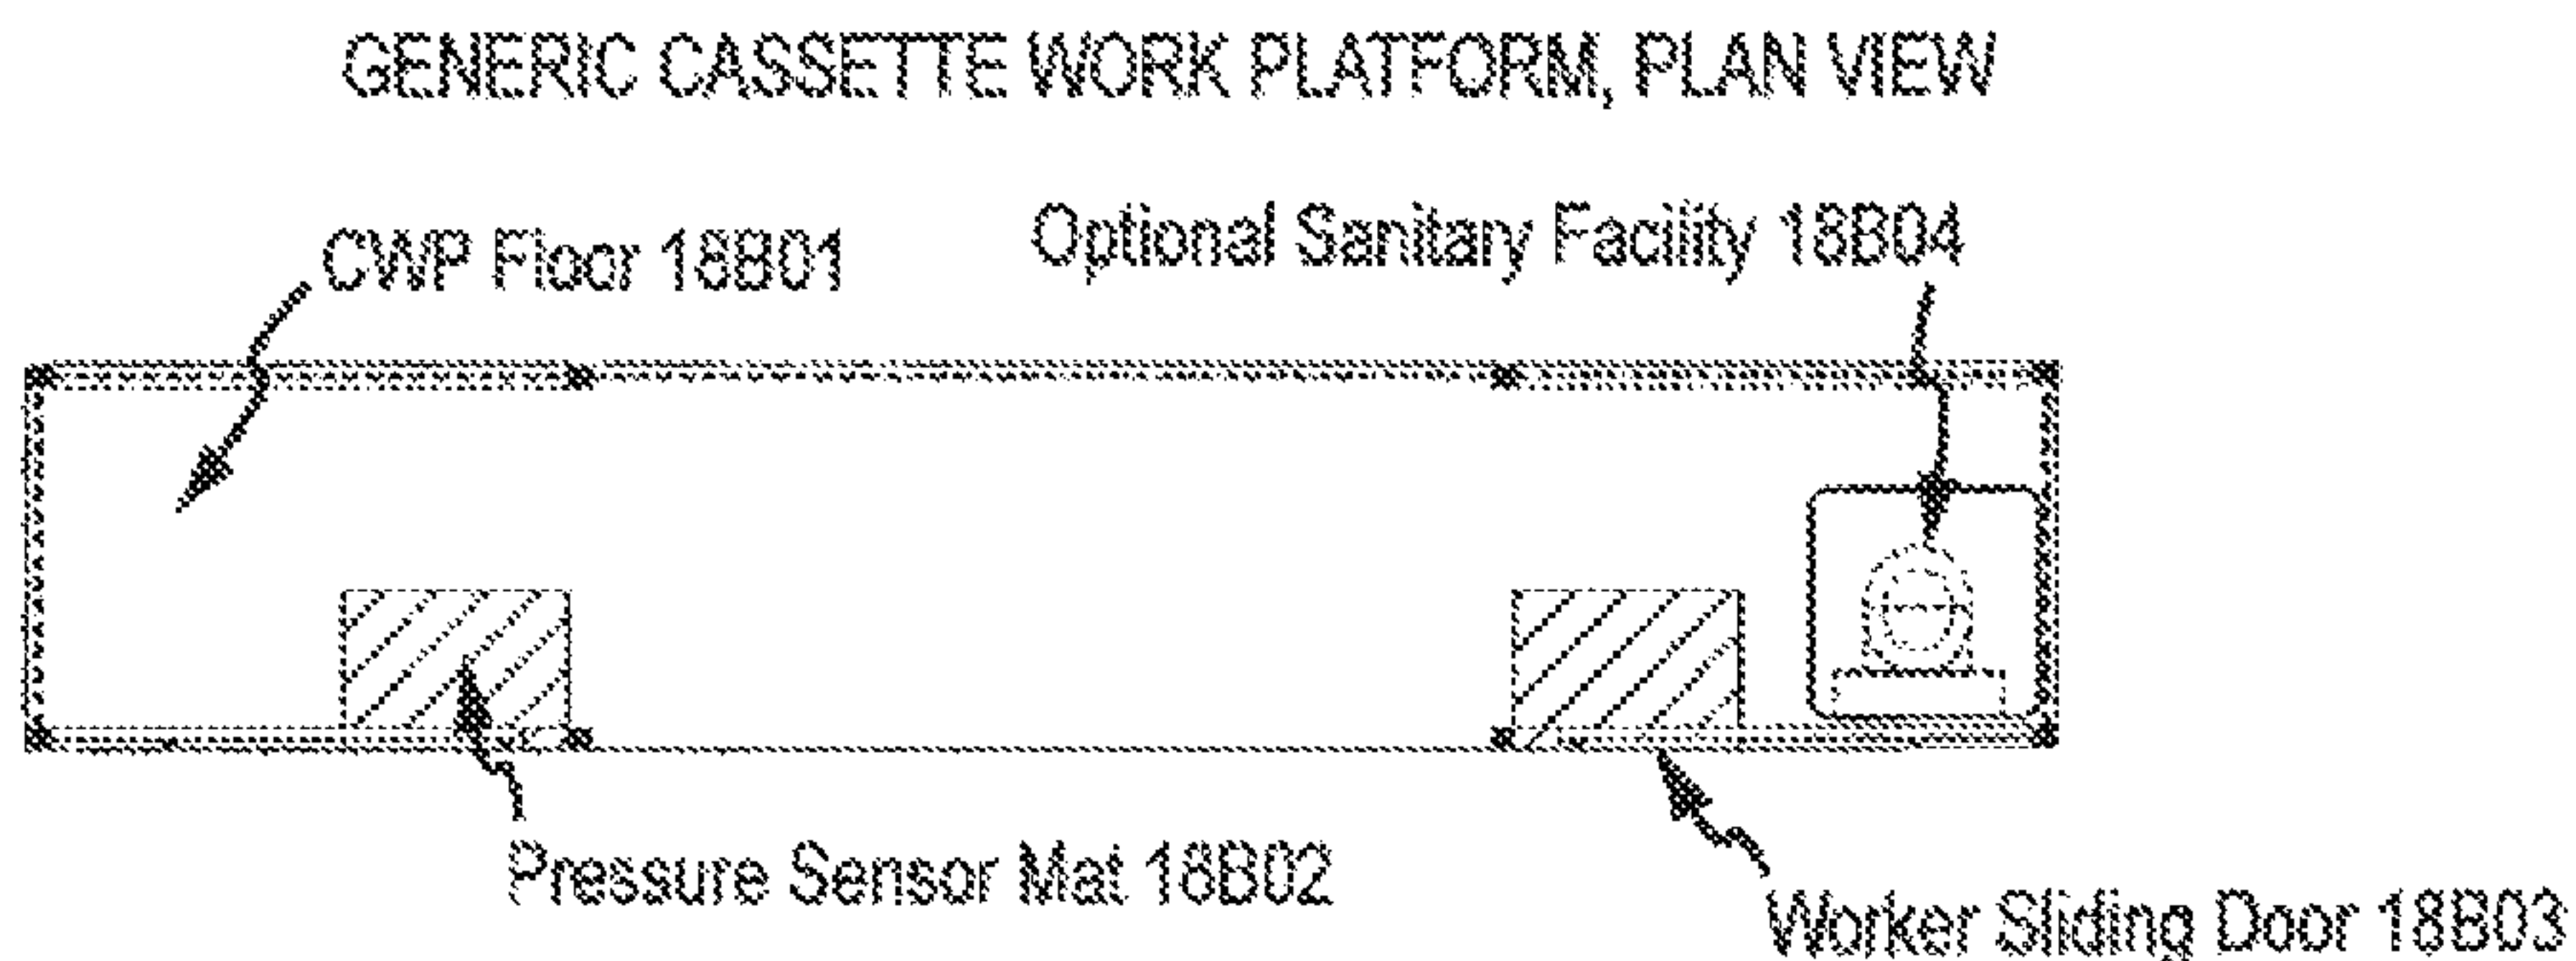 GENERIC CASSETTE WORK PLATFORM, PLAN VIEW
Optional Sanitary Facility 18B04
CWP Floor 18B01
Pressure Sensor Mat 18B02
Worker Sliding Door 18B03